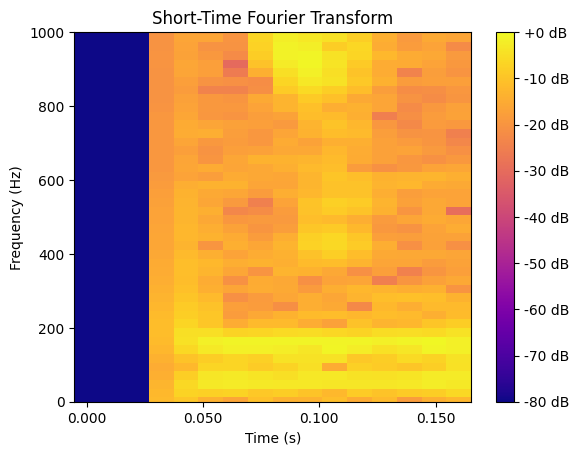 Short-Time Fourier Transform
1000
800
600
400
200
0
Frequency (Hz)
0.000
0.050
0.100
0.150
Time (s)
+0 dB
-10 dB
-20 dB
-30 dB
-40 dB
-50 dB
-60 dB
-70 dB
-80 dB